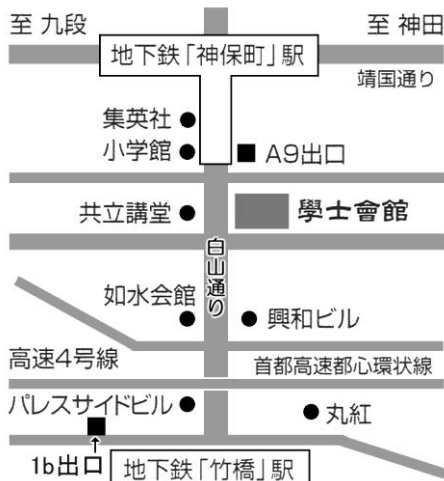 至 九段
至 神田
地下鉄「神保町」駅
靖国通り
集英社
小学館
A9出口
共立講堂
學士會館
白山通り
如水会館
興和ビル
高速4号線
首都高速都心環状線
パレスサイドビル
丸紅
1b出口
地下鉄「竹橋」駅